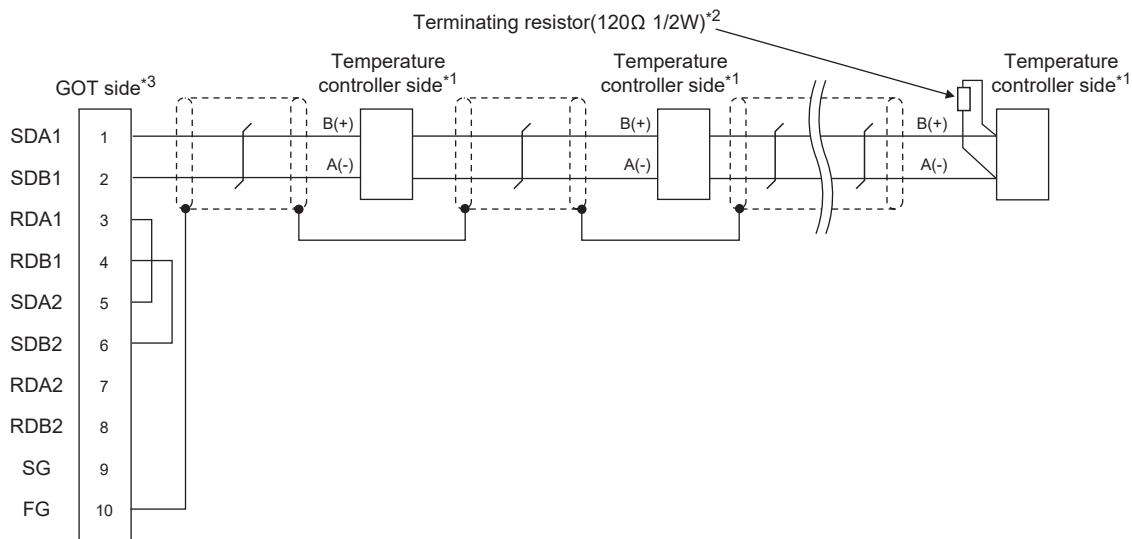 Terminating resistor(120Ω 1/2W)*2
GOT side*3
Temperature
controller side*1
Temperature
controller side*1
Temperature
controller side*1
SDA1 1 B(+) B(+) B(+)
SDB1 2 A(-) A(-) A(-)
RDA1 3
RDB1 4
SDA2 5
SDB2 6
RDA2 7
RDB2 8
SG 9
FG 10